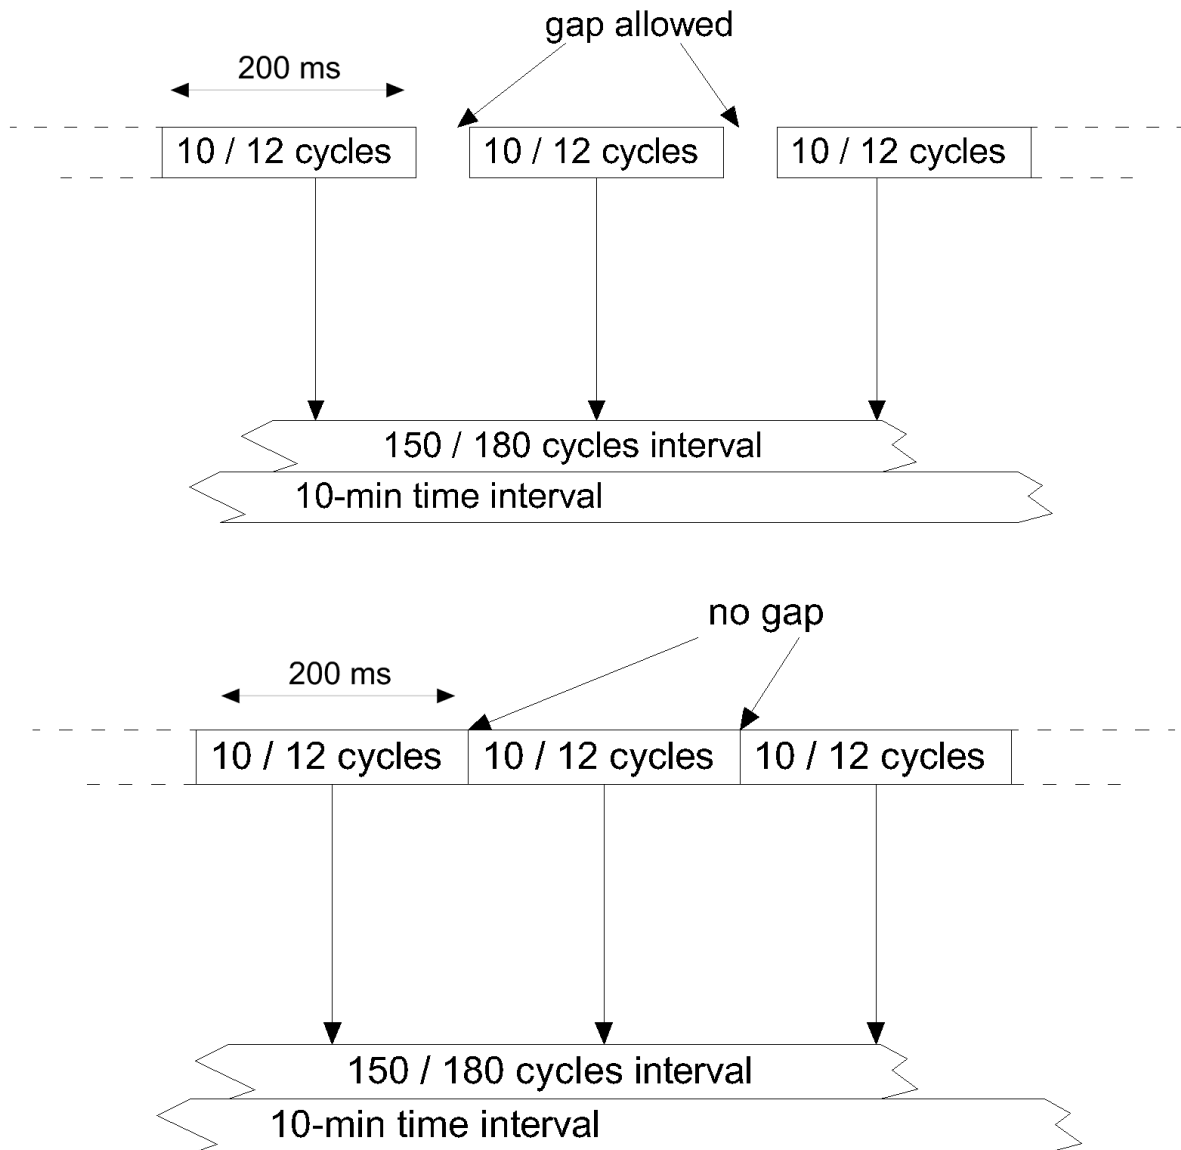 gap allowed
200 ms
10 / 12 cycles 10 / 12 cycles 10 / 12 cycles
150 / 180 cycles interval
10-min time interval
no gap
200 ms
10 / 12 cycles 10 / 12 cycles 10 / 12 cycles
150 / 180 cycles interval
10-min time interval